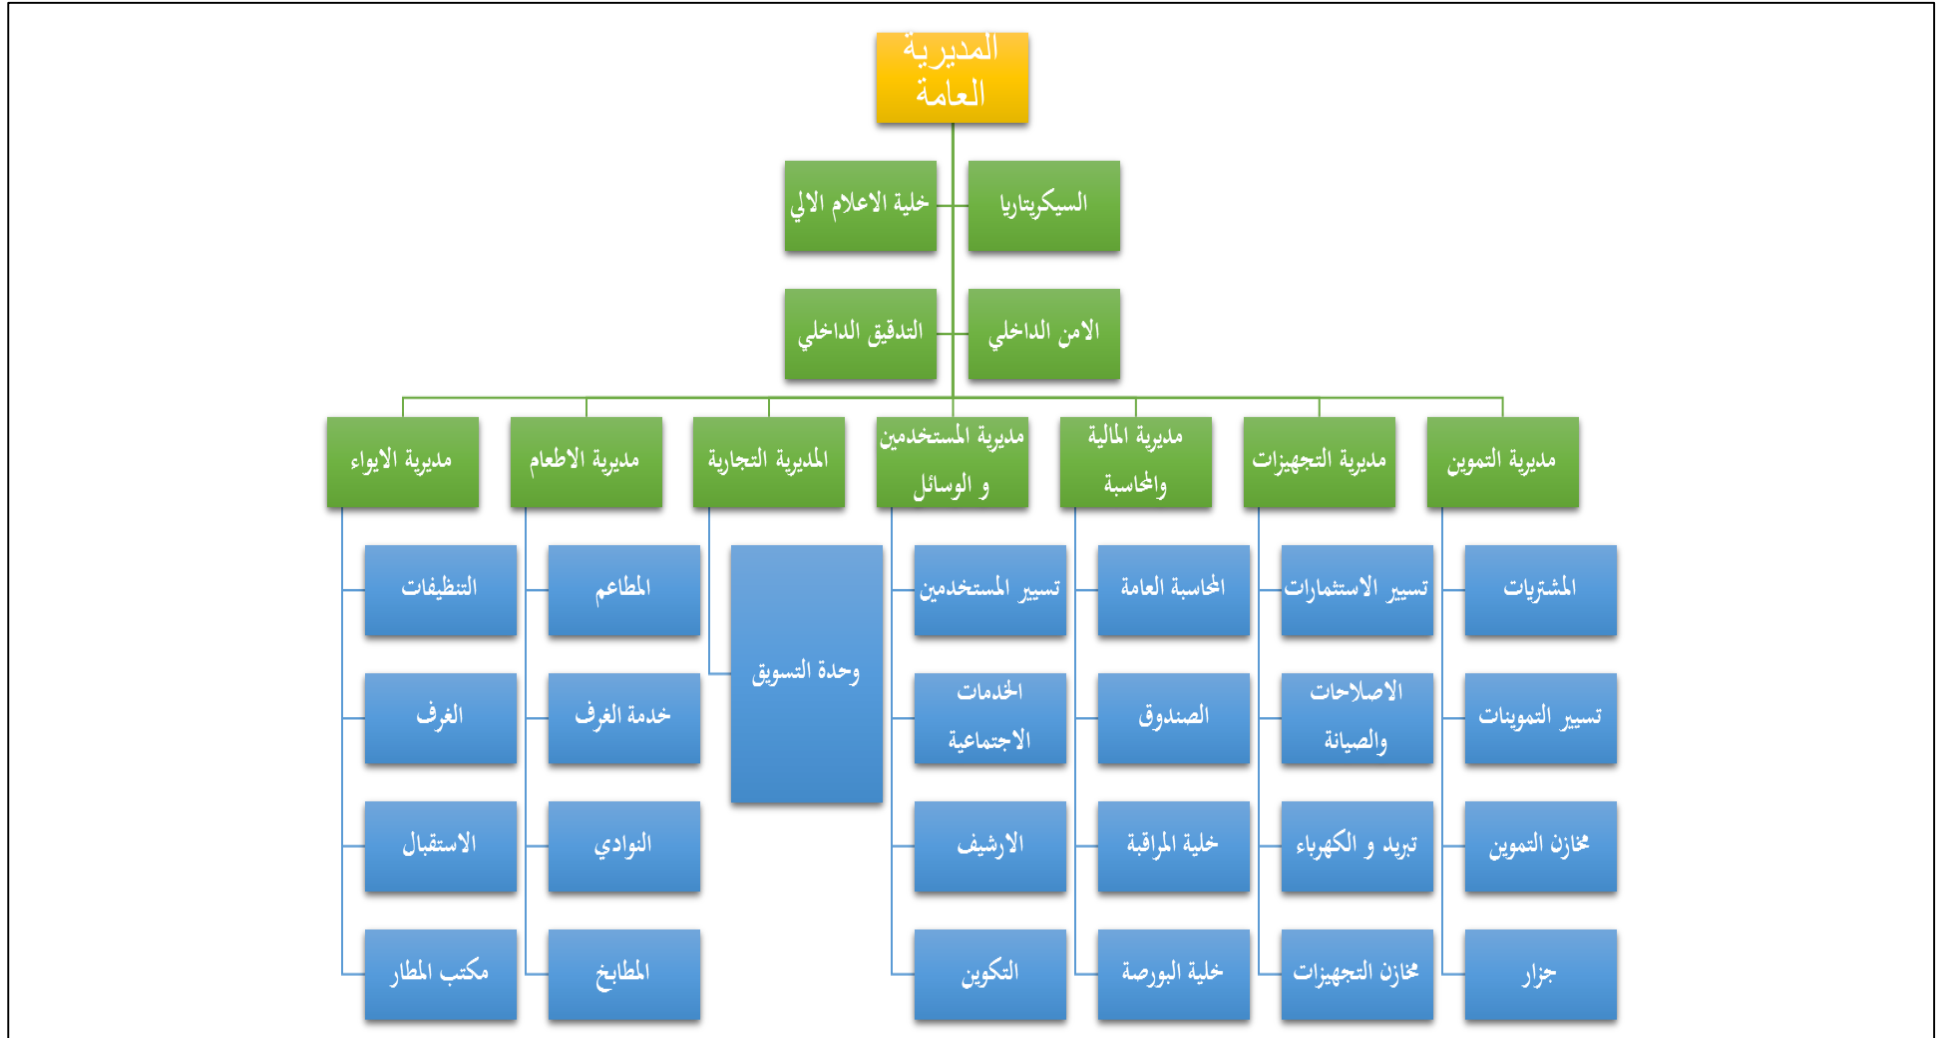 المديرية
العامة
السيكريتاريا
خلية الاعلام الالي
الامن الداخلي
التدقيق الداخلي
مديرية التموين
مديرية التجهيزات
مديرية المالية
والمحاسبة
مديرية المستخدمين
و الوسائل
المديرية التجارية
مديرية الاطعام
مديرية الايواء
المشتريات
تسيير الاستثمارات
المحاسبة العامة
تسيير المستخدمين
وحدة التسويق
المطاعم
التنظيفات
تسيير التموينات
الاصلاحات
والصيانة
الصندوق
الخدمات
الاجتماعية
خدمة الغرف
الغرف
مخازن التموين
تبريد و الكهرباء
خلية المراقبة
الارشيف
النوادي
الاستقبال
جزار
مخازن التجهيزات
خلية البورصة
التكوين
المطابخ
مكتب المطار